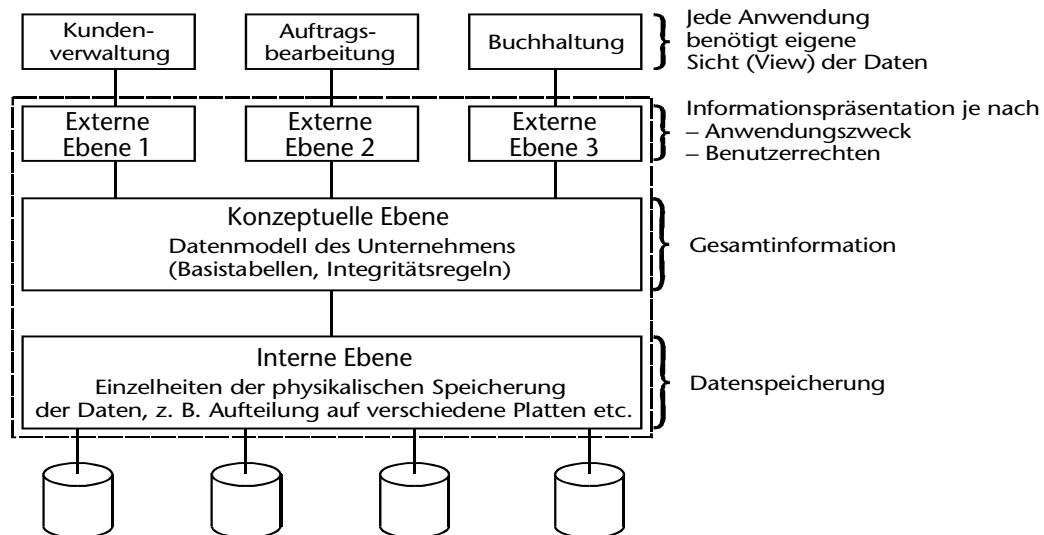 Kunden-
verwaltung
Auftrags-
bearbeitung
Buchhaltung
Jede Anwendung
benötigt eigene
Sicht (View) der Daten
Externe
Ebene 1
Externe
Ebene 2
Externe
Ebene 3
Informationspräsentation je nach
– Anwendungszweck
– Benutzerrechten
Konzeptuelle Ebene
Datenmodell des Unternehmens
(Basistabellen, Integritätsregeln)
Gesamtinformation
Interne Ebene
Einzelheiten der physikalischen Speicherung
der Daten, z. B. Aufteilung auf verschiedene Platten etc.
Datenspeicherung